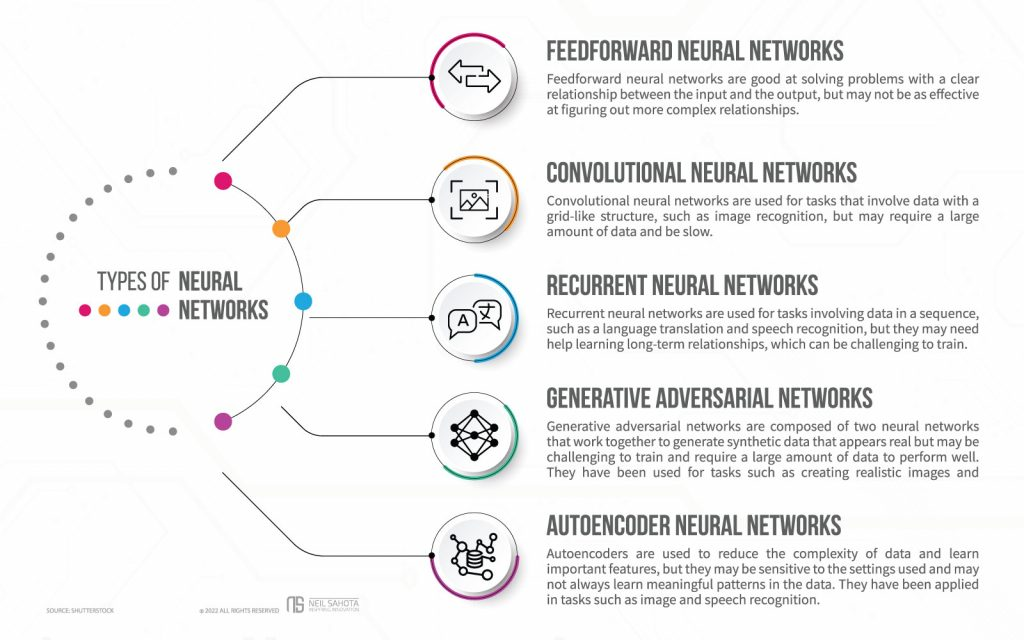 FEEDFORWARD NEURAL NETWORKS
Feedforward neural networks are good at solving problems with a clear
relationship between the input and the output, but may not be as effective
at figuring out more complex relationships.
CONVOLUTIONAL NEURAL NETWORKS
Convolutional neural networks are used for tasks that involve data with a
grid-like structure, such as image recognition, but may require a large
amount of data and be slow.
TYPES OF NEURAL
NETWORKS
RECURRENT NEURAL NETWORKS
Recurrent neural networks are used for tasks involving data in a sequence,
such as a language translation and speech recognition, but they may need
help learning long-term relationships, which can be challenging to train.
A 文
GENERATIVE ADVERSARIAL NETWORKS
Generative adversarial networks are composed of two neural networks
that work together to generate synthetic data that appears real but may be
challenging to train and require a large amount of data to perform well.
They have been used for tasks such as creating realistic images and
AUTOENCODER NEURAL NETWORKS
Autoencoders are used to reduce the complexity of data and learn
important features, but they may be sensitive to the settings used and may
not always learn meaningful patterns in the data. They have been applied
in tasks such as image and speech recognition.
SOURCE: SHUTTERSTOCK
© 2022 ALL RIGHTS RESERVED
NS NEIL SAHOTA
INSPIRING INNOVATION